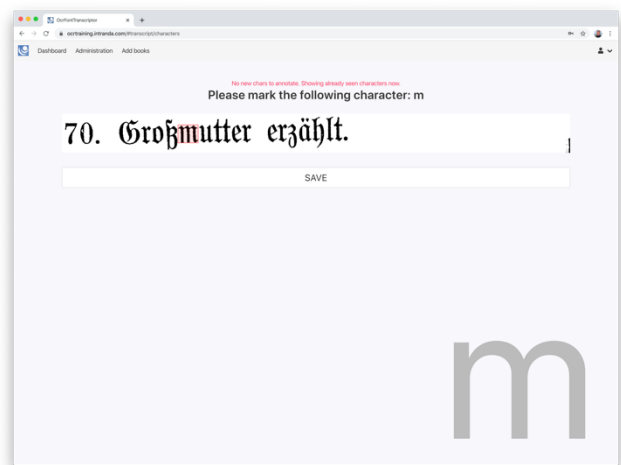 OcrFontTranscripter
ocrtraining.intranda.com/#transcript/characters
Dashboard Administration Add books
No new chars to annotate. Showing already seen characters now.
Please mark the following character: m
70. Großmutter erzählt.
SAVE
m